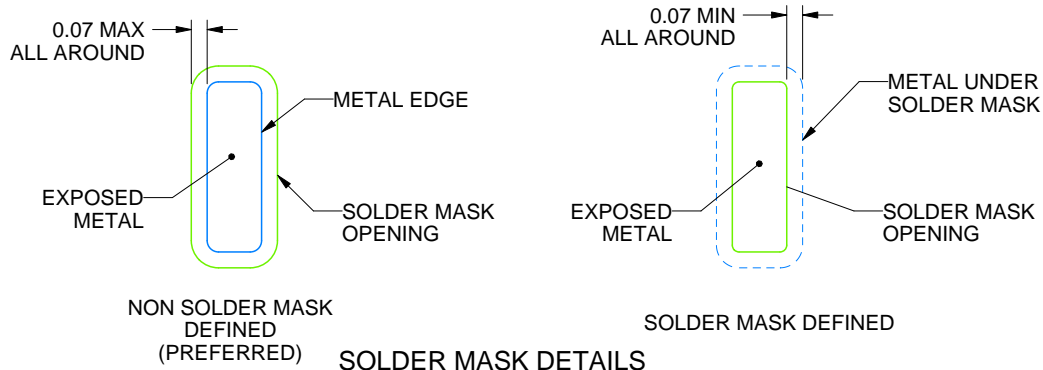 0.07 MAX
ALL AROUND
METAL EDGE
EXPOSED
METAL
SOLDER MASK
OPENING
NON SOLDER MASK
DEFINED
(PREFERRED)
0.07 MIN
ALL AROUND
METAL UNDER
SOLDER MASK
EXPOSED
METAL
SOLDER MASK
OPENING
SOLDER MASK DEFINED
SOLDER MASK DETAILS